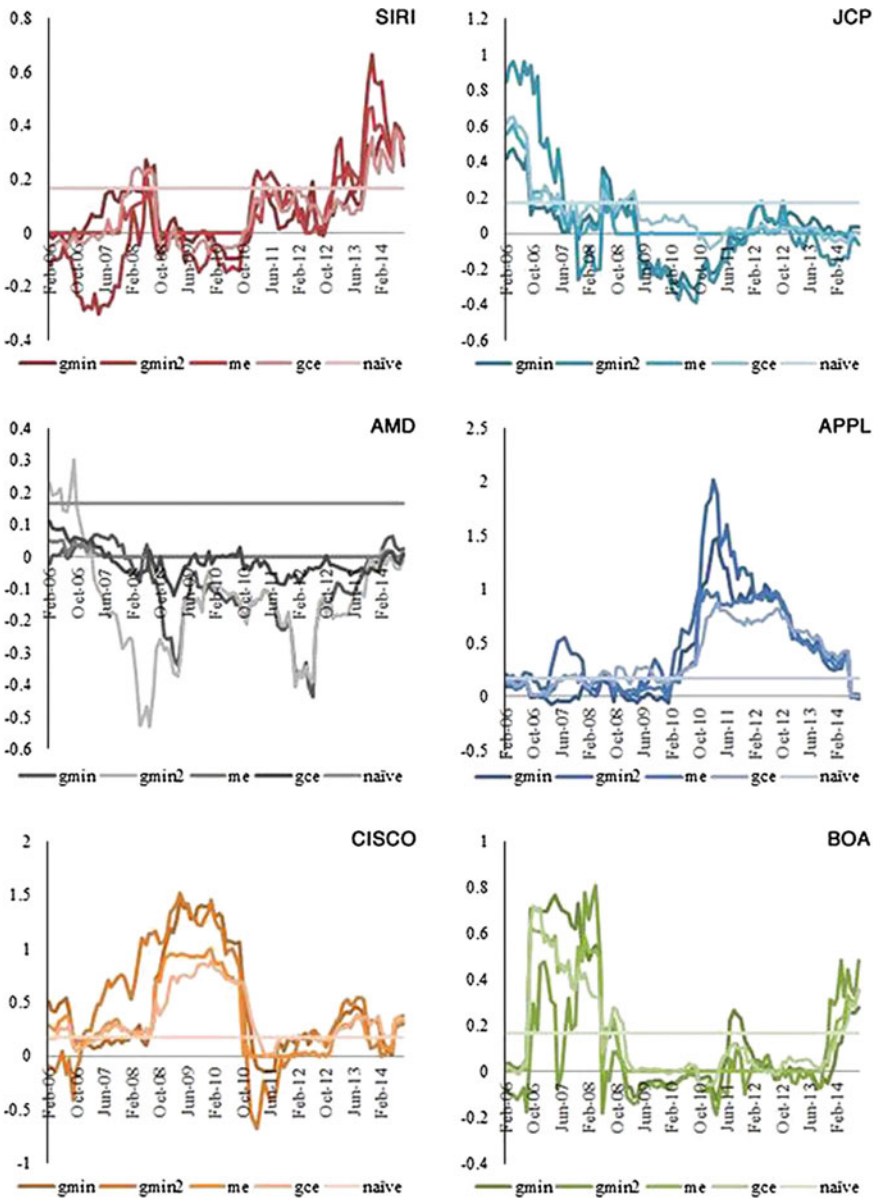 SIRI
0.8
0.6
0.4
0.2
0
-0.2
-0.4
Feb-06
Oct-06
Jun-07
Feb-08
Oct-08
Jun-09
Feb-10
Oct-10
Jun-11
Feb-12
Oct-12
Jun-13
Feb-14
gmin gmin2 me gce naïve
JCP
1.2
1
0.8
0.6
0.4
0.2
0
-0.2
-0.4
-0.6
Feb-06
Oct-06
Jun-07
Feb-08
Oct-08
Jun-09
Feb-10
Oct-10
Jun-11
Feb-12
Oct-12
Jun-13
Feb-14
gmin gmin2 me gce naïve
AMD
0.4
0.3
0.2
0.1
0
-0.1
-0.2
-0.3
-0.4
-0.5
-0.6
Feb-06
Oct-06
Jun-07
Feb-08
Oct-08
Jun-09
Feb-10
Oct-10
Jun-11
Feb-12
Oct-12
Jun-13
Feb-14
gmin gmin2 me gce naïve
APPL
2.5
2
1.5
1
0.5
0
-0.5
Feb-06
Oct-06
Jun-07
Feb-08
Oct-08
Jun-09
Feb-10
Oct-10
Jun-11
Feb-12
Oct-12
Jun-13
Feb-14
gmin gmin2 me gce naïve
CISCO
2
1.5
1
0.5
0
-0.5
-1
Feb-06
Oct-06
Jun-07
Feb-08
Oct-08
Jun-09
Feb-10
Oct-10
Jun-11
Feb-12
Oct-12
Jun-13
Feb-14
gmin gmin2 me gce naïve
BOA
1
0.8
0.6
0.4
0.2
0
-0.2
-0.4
Feb-06
Oct-06
Jun-07
Feb-08
Oct-08
Jun-09
Feb-10
Oct-10
Jun-11
Feb-12
Oct-12
Jun-13
Feb-14
gmin gmin2 me gce naïve